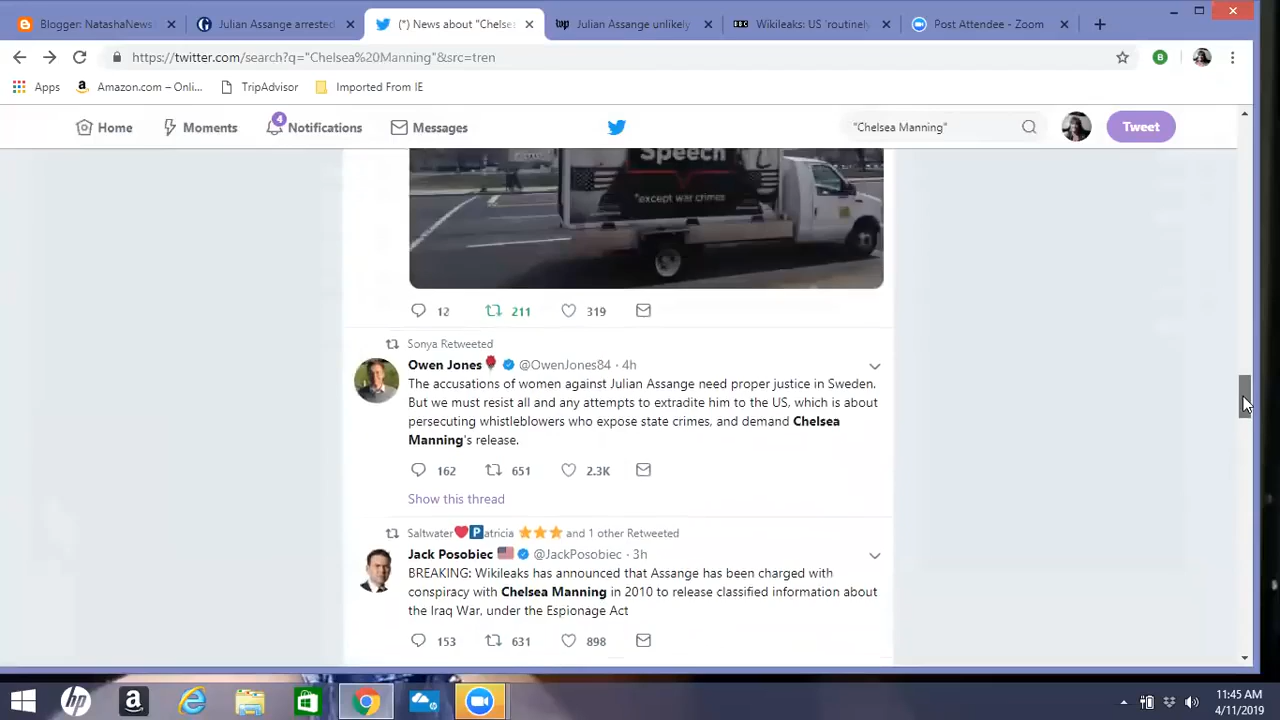 Blogger: NatashaNews
Julian Assange arrested
(*) News about "Chelse
Julian Assange unlikely
Wikileaks: US 'routinely
Post Attendee - Zoom
https://twitter.com/search?q="Chelsea%20Manning"&src=tren
Apps
Amazon.com – Onli...
TripAdvisor
Imported From IE
Home
Moments
4
Notifications
Messages
"Chelsea Manning"
Tweet
Speech
*except war crimes
12
211
319
Sonya Retweeted
Owen Jones🌹 @OwenJones84 · 4h
The accusations of women against Julian Assange need proper justice in Sweden.
But we must resist all and any attempts to extradite him to the US, which is about
persecuting whistleblowers who expose state crimes, and demand Chelsea
Manning's release.
162
651
2.3K
Show this thread
Saltwater❤️🅿️atricia ⭐⭐⭐ and 1 other Retweeted
Jack Posobiec 🇺🇸 @JackPosobiec · 3h
BREAKING: Wikileaks has announced that Assange has been charged with
conspiracy with Chelsea Manning in 2010 to release classified information about
the Iraq War, under the Espionage Act
153
631
898
11:45 AM
4/11/2019